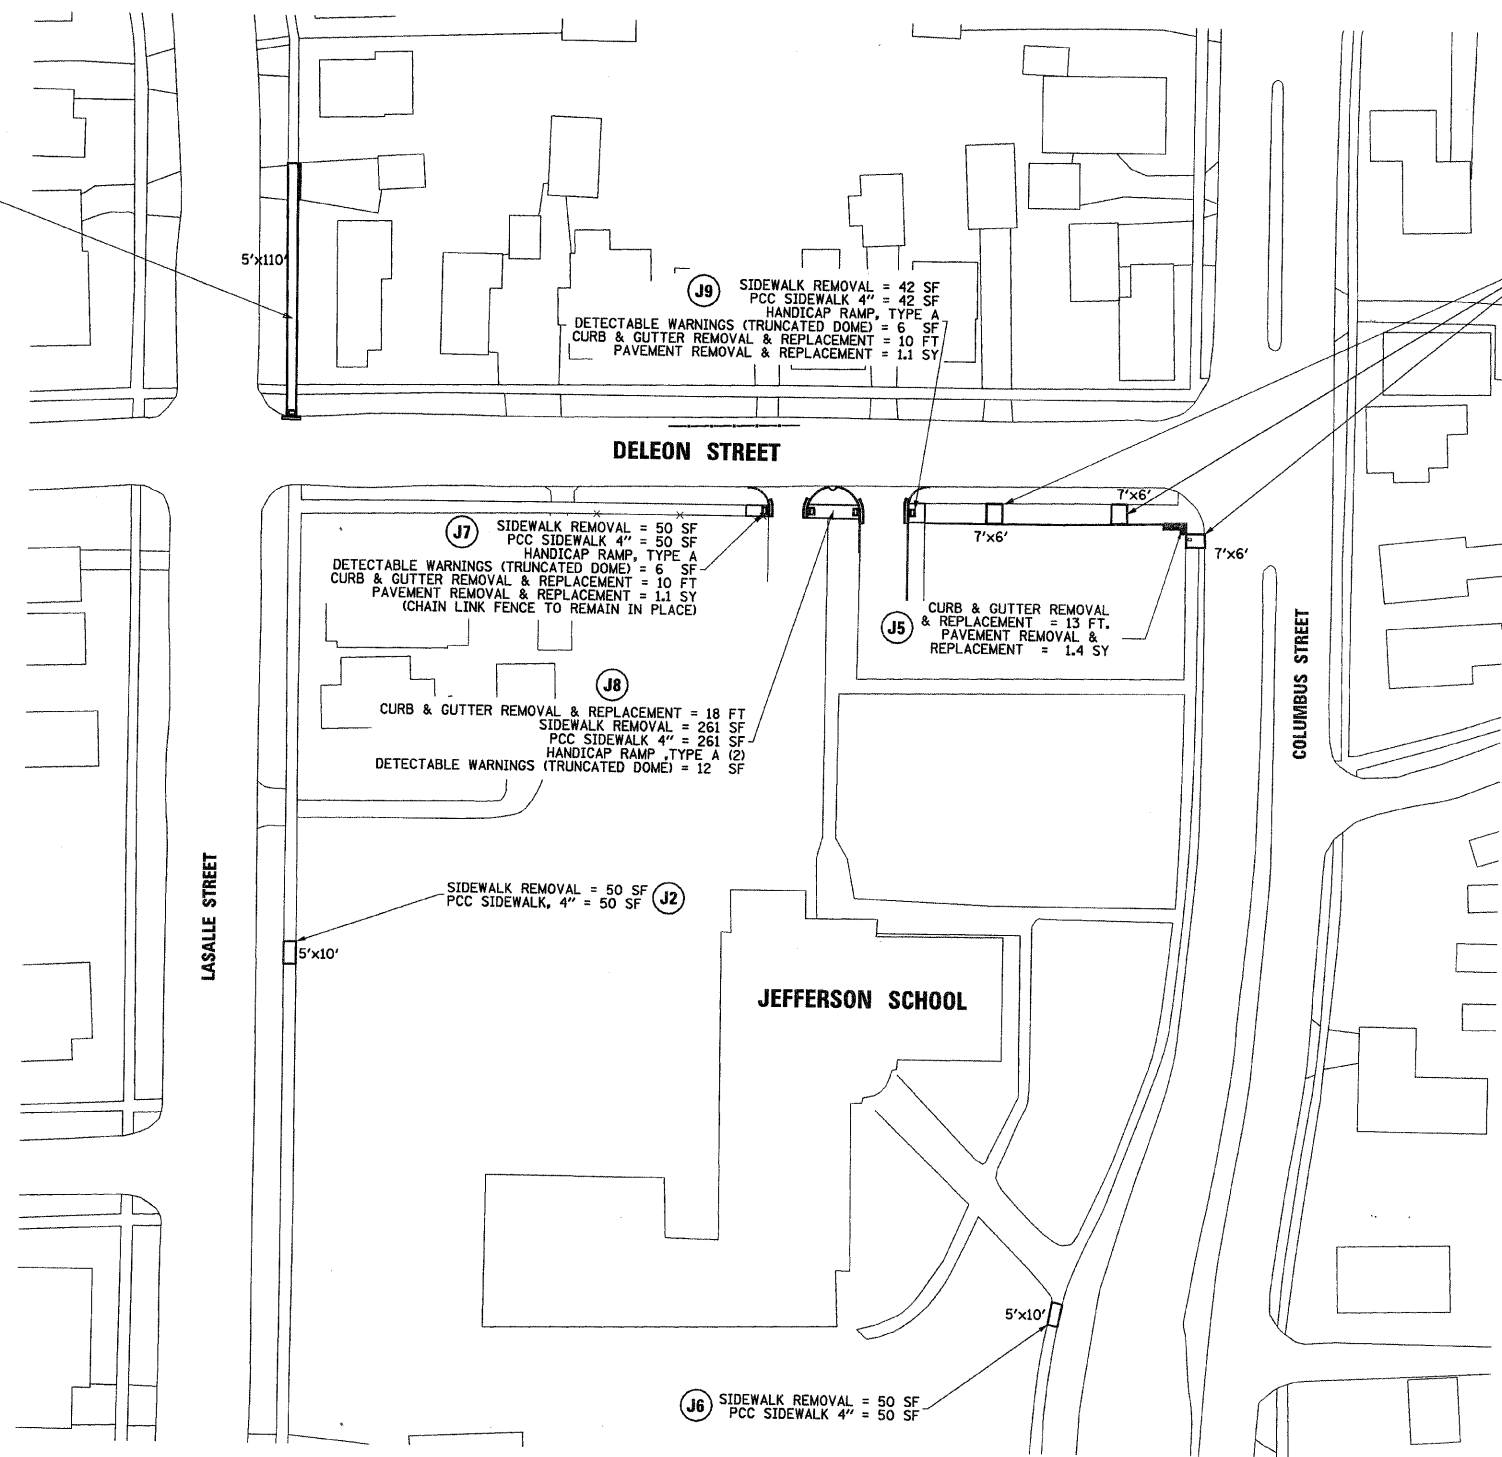 5'x110'
J9
SIDEWALK REMOVAL = 42 SF
PCC SIDEWALK 4" = 42 SF
HANDICAP RAMP, TYPE A
DETECTABLE WARNINGS (TRUNCATED DOME) = 6 SF
CURB & GUTTER REMOVAL & REPLACEMENT = 10 FT
PAVEMENT REMOVAL & REPLACEMENT = 1.1 SY
DELEON STREET
7'x6'
7'x6'
7'x6'
J7
SIDEWALK REMOVAL = 50 SF
PCC SIDEWALK 4" = 50 SF
HANDICAP RAMP, TYPE A
DETECTABLE WARNINGS (TRUNCATED DOME) = 6 SF
CURB & GUTTER REMOVAL & REPLACEMENT = 10 FT
PAVEMENT REMOVAL & REPLACEMENT = 1.1 SY
(CHAIN LINK FENCE TO REMAIN IN PLACE)
J5
CURB & GUTTER REMOVAL
& REPLACEMENT = 13 FT.
PAVEMENT REMOVAL &
REPLACEMENT = 1.4 SY
COLUMBUS STREET
J8
CURB & GUTTER REMOVAL & REPLACEMENT = 18 FT
SIDEWALK REMOVAL = 261 SF
PCC SIDEWALK 4" = 261 SF
HANDICAP RAMP ,TYPE A (2)
DETECTABLE WARNINGS (TRUNCATED DOME) = 12 SF
LASALLE STREET
SIDEWALK REMOVAL = 50 SF
PCC SIDEWALK, 4" = 50 SF
J2
5'x10'
JEFFERSON SCHOOL
5'x10'
J6
SIDEWALK REMOVAL = 50 SF
PCC SIDEWALK 4" = 50 SF